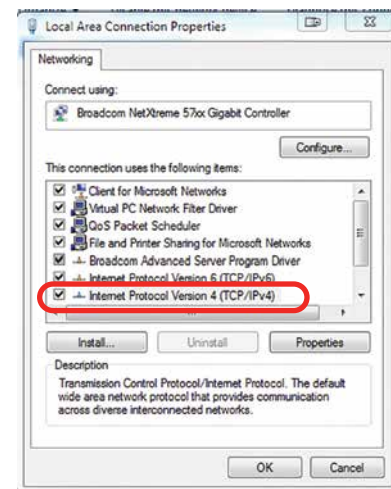 Local Area Connection Properties
Networking
Connect using:
Broadcom NetXtreme 57xx Gigabit Controller
Configure...
This connection uses the following items:
Client for Microsoft Networks
Virtual PC Network Filter Driver
QoS Packet Scheduler
File and Printer Sharing for Microsoft Networks
Broadcom Advanced Server Program Driver
Internet Protocol Version 6 (TCP/IPv6)
Internet Protocol Version 4 (TCP/IPv4)
Install... Uninstall Properties
Description
Transmission Control Protocol/Internet Protocol. The default
wide area network protocol that provides communication
across diverse interconnected networks.
OK Cancel